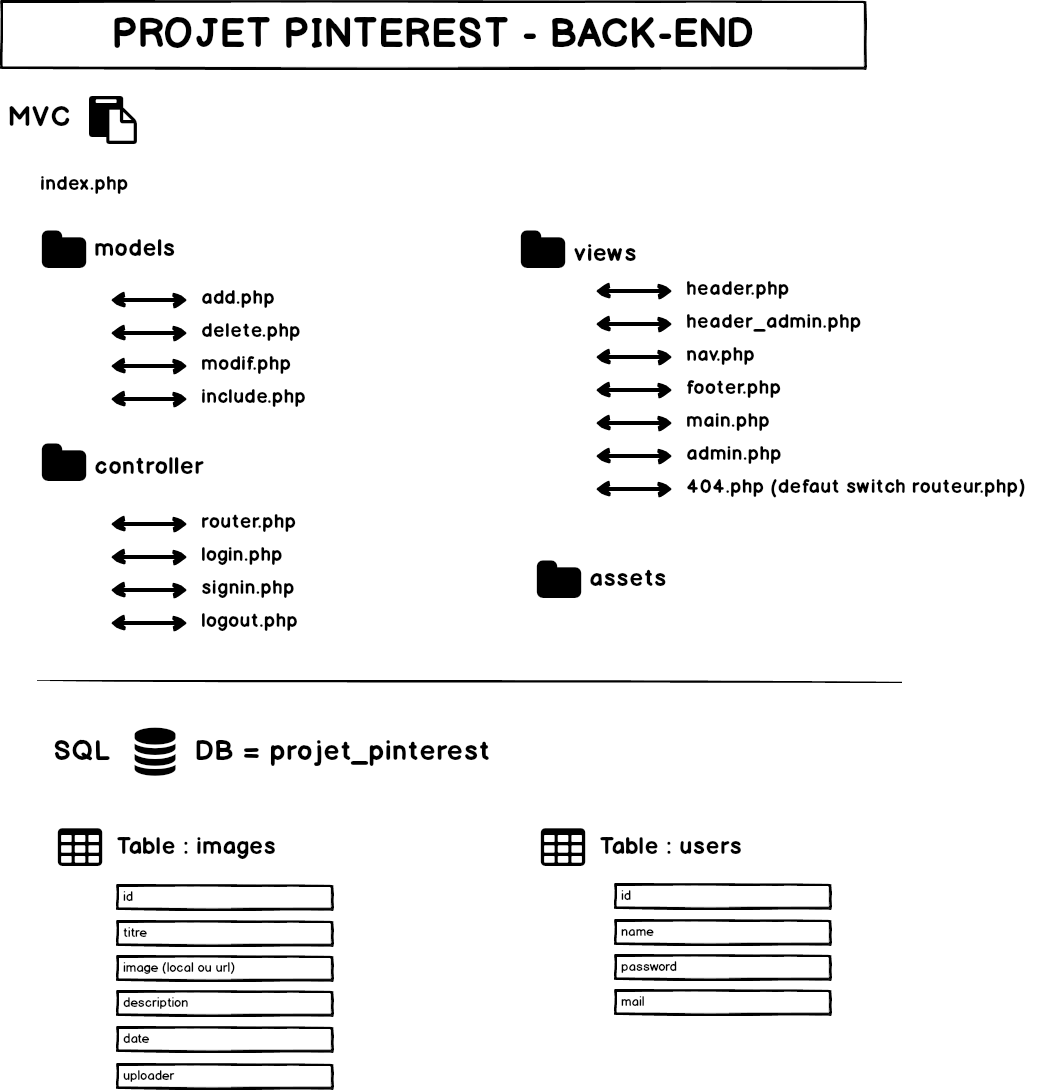 PROJET PINTEREST - BACK-END
MVC
index.php
models
add.php
delete.php
modif.php
include.php
controller
router.php
login.php
signin.php
logout.php
views
header.php
header_admin.php
nav.php
footer.php
main.php
admin.php
404.php (defaut switch routeur.php)
assets
SQL DB = projet_pinterest
Table : images
id
titre
image (local ou url)
description
date
uploader
Table : users
id
name
password
mail